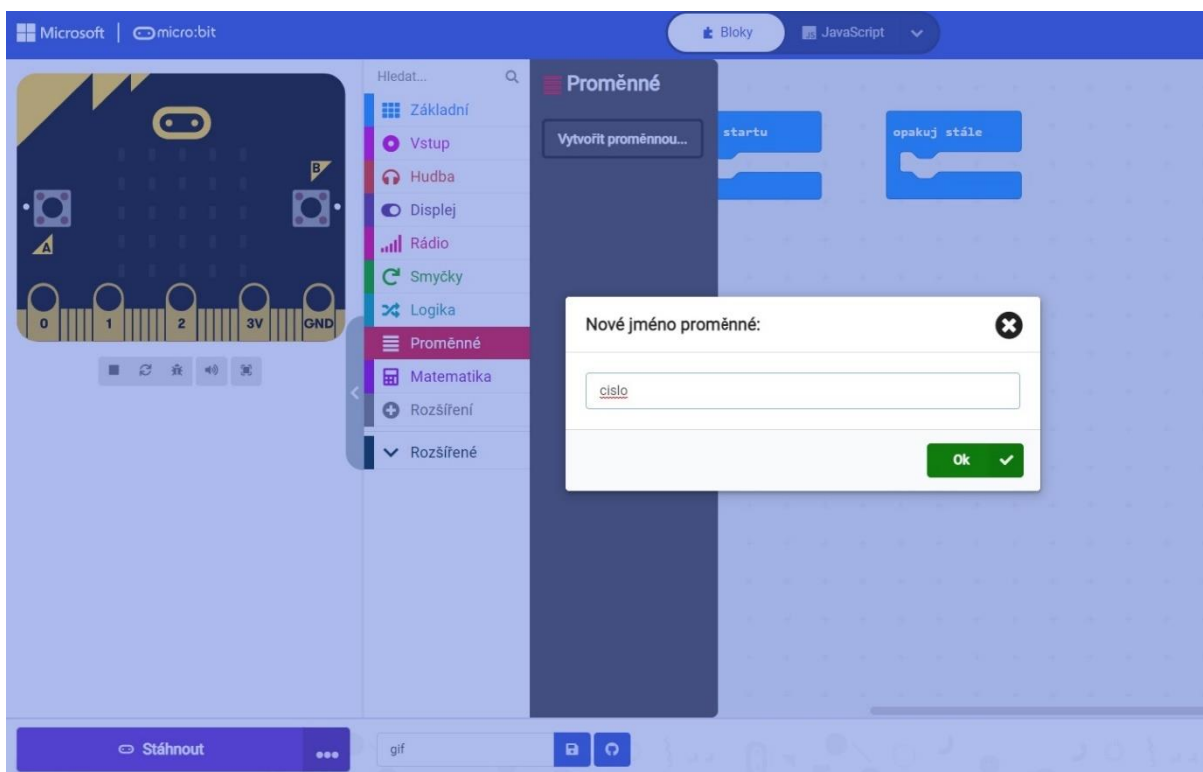 Microsoft micro:bit
Bloky
JavaScript
Hledat...
Základní
Vstup
Hudba
Displej
Rádio
Smyčky
Logika
Proměnné
Matematika
Rozšíření
Rozšířené
Proměnné
Vytvořit proměnnou...
startu
opakuj stále
B
A
0 1 2 3V GND
Nové jméno proměnné:
cislo
Ok
Stáhnout
gif